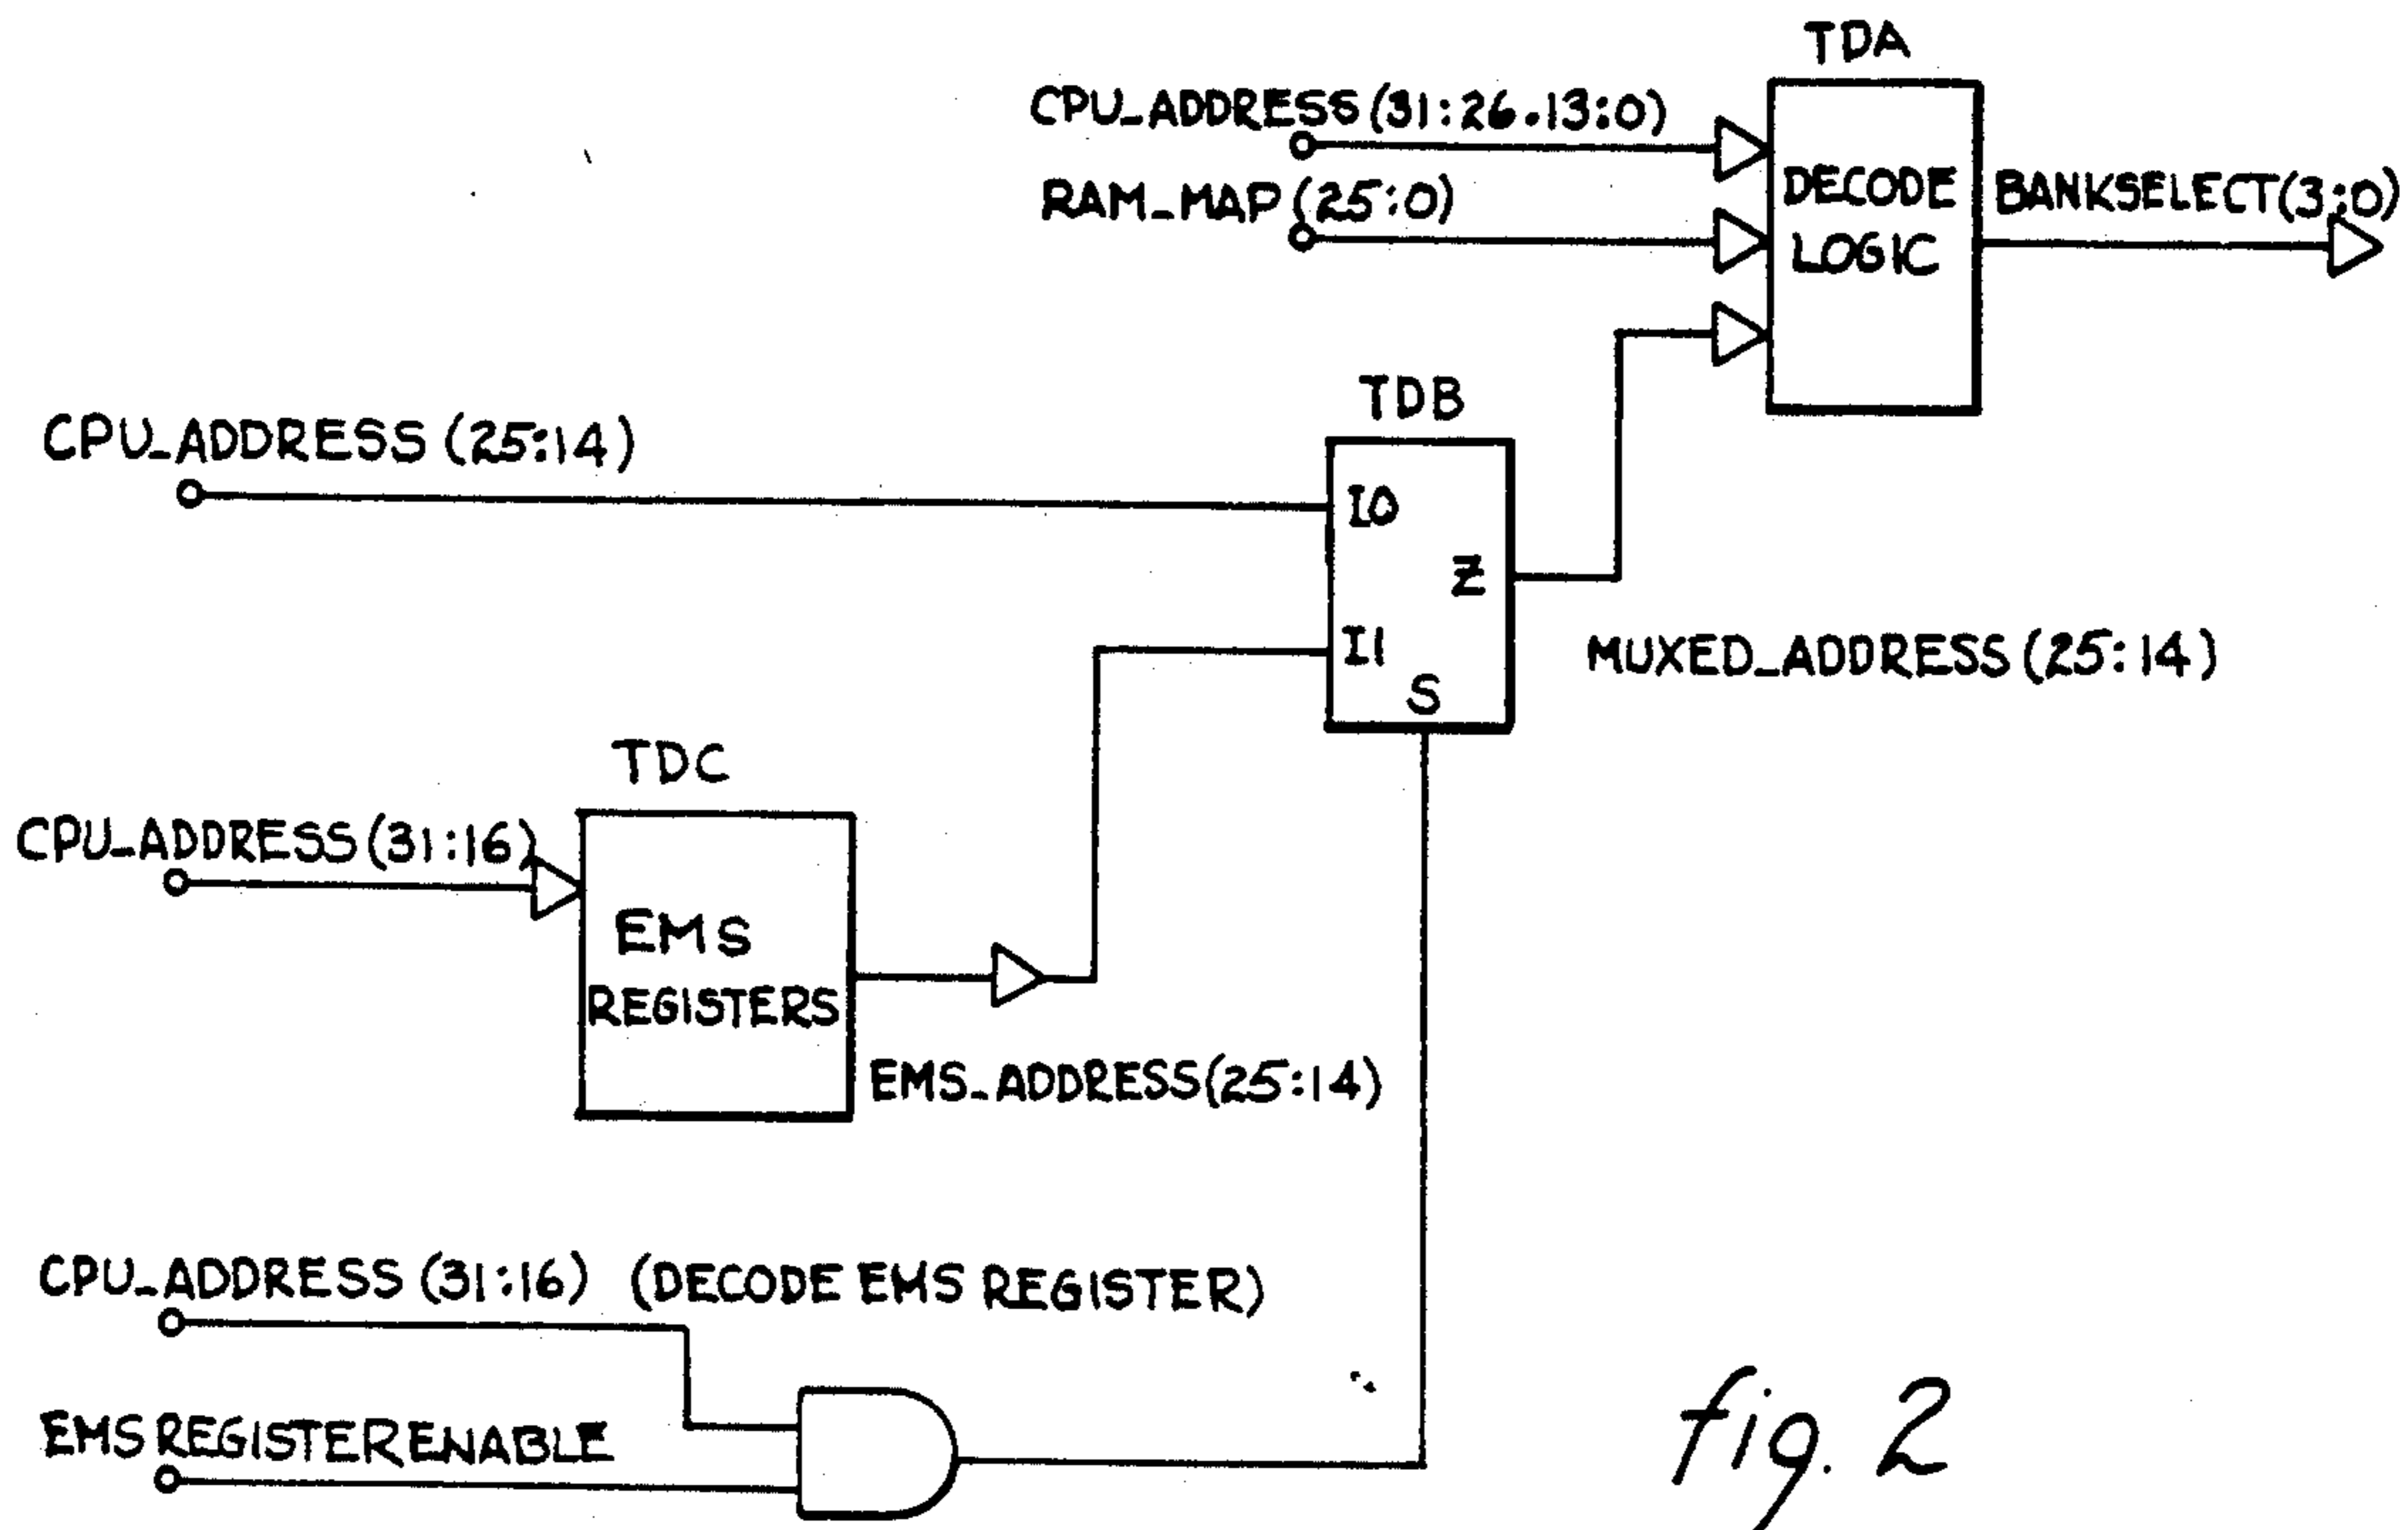 TDA
CPU_ADDRESS (31:26.13:0)
RAM_MAP (25:0)
DECODE
LOGIC
BANKSELECT(3:0)
TDB
CPU_ADDRESS (25:14)
I0
Z
I1
S
MUXED_ADDRESS (25:14)
TDC
CPU_ADDRESS (31:16)
EMS
REGISTERS
EMS_ADDRESS(25:14)
CPU_ADDRESS (31:16) (DECODE EMS REGISTER)
EMS REGISTERENABLE
fig. 2